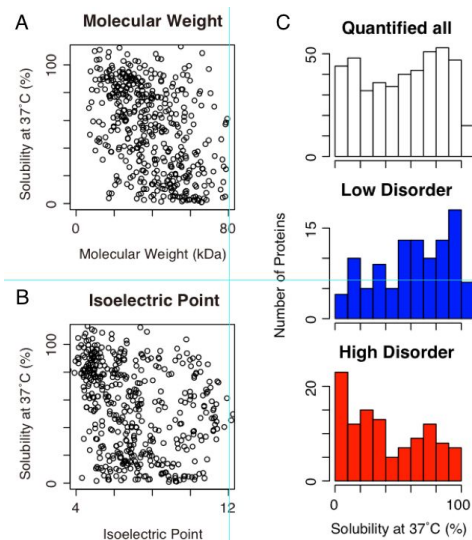 A
Molecular Weight
Solubility at 37°C (%)
100
0
0
80
Molecular Weight (kDa)
B
Isoelectric Point
Solubility at 37°C (%)
100
0
4
12
Isoelectric Point
C
Quantified all
50
0
Low Disorder
Number of Proteins
15
0
High Disorder
20
0
0
100
Solubility at 37°C (%)